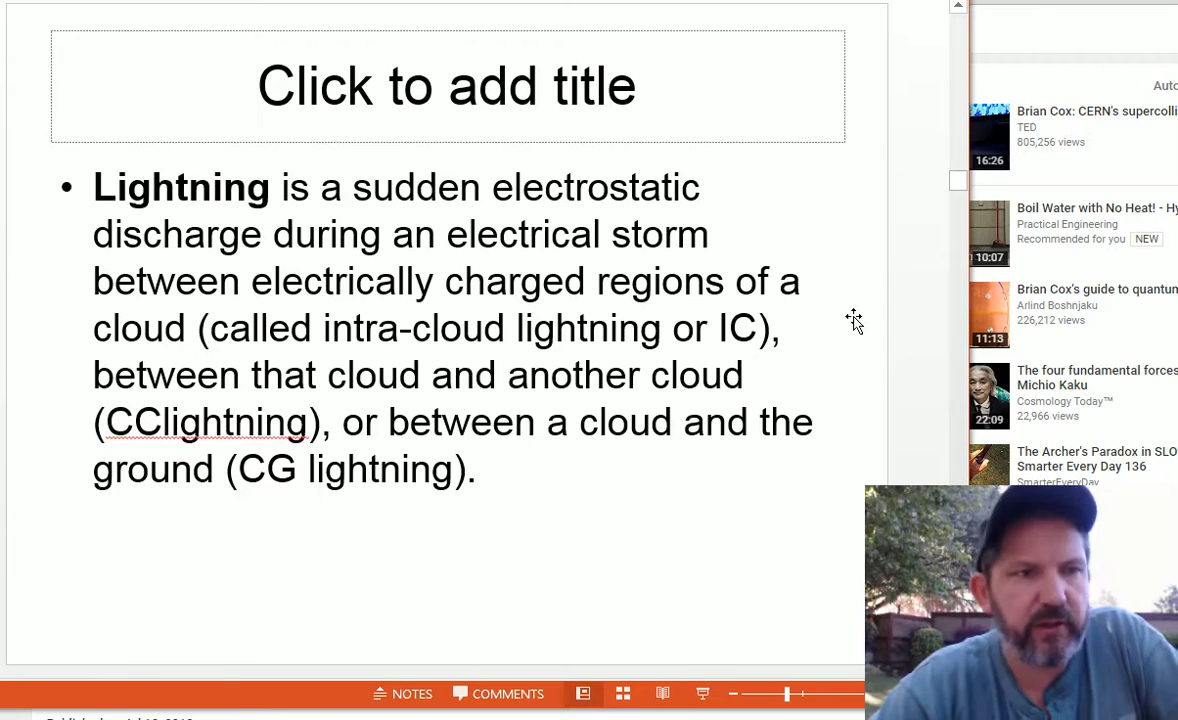 Click to add title
• Lightning is a sudden electrostatic
discharge during an electrical storm
between electrically charged regions of a
cloud (called intra-cloud lightning or IC),
between that cloud and another cloud
(CClightning), or between a cloud and the
ground (CG lightning).
NOTES
COMMENTS
Auto
Brian Cox: CERN's supercolli
TED
805,256 views
16:26
Boil Water with No Heat! - Hy
Practical Engineering
Recommended for you NEW
10:07
Brian Cox's guide to quantu
Arlind Boshnjaku
226,212 views
11:13
The four fundamental forces
Michio Kaku
Cosmology Today™
22,966 views
22:09
The Archer's Paradox in SLO
Smarter Every Day 136
SmarterEveryDay